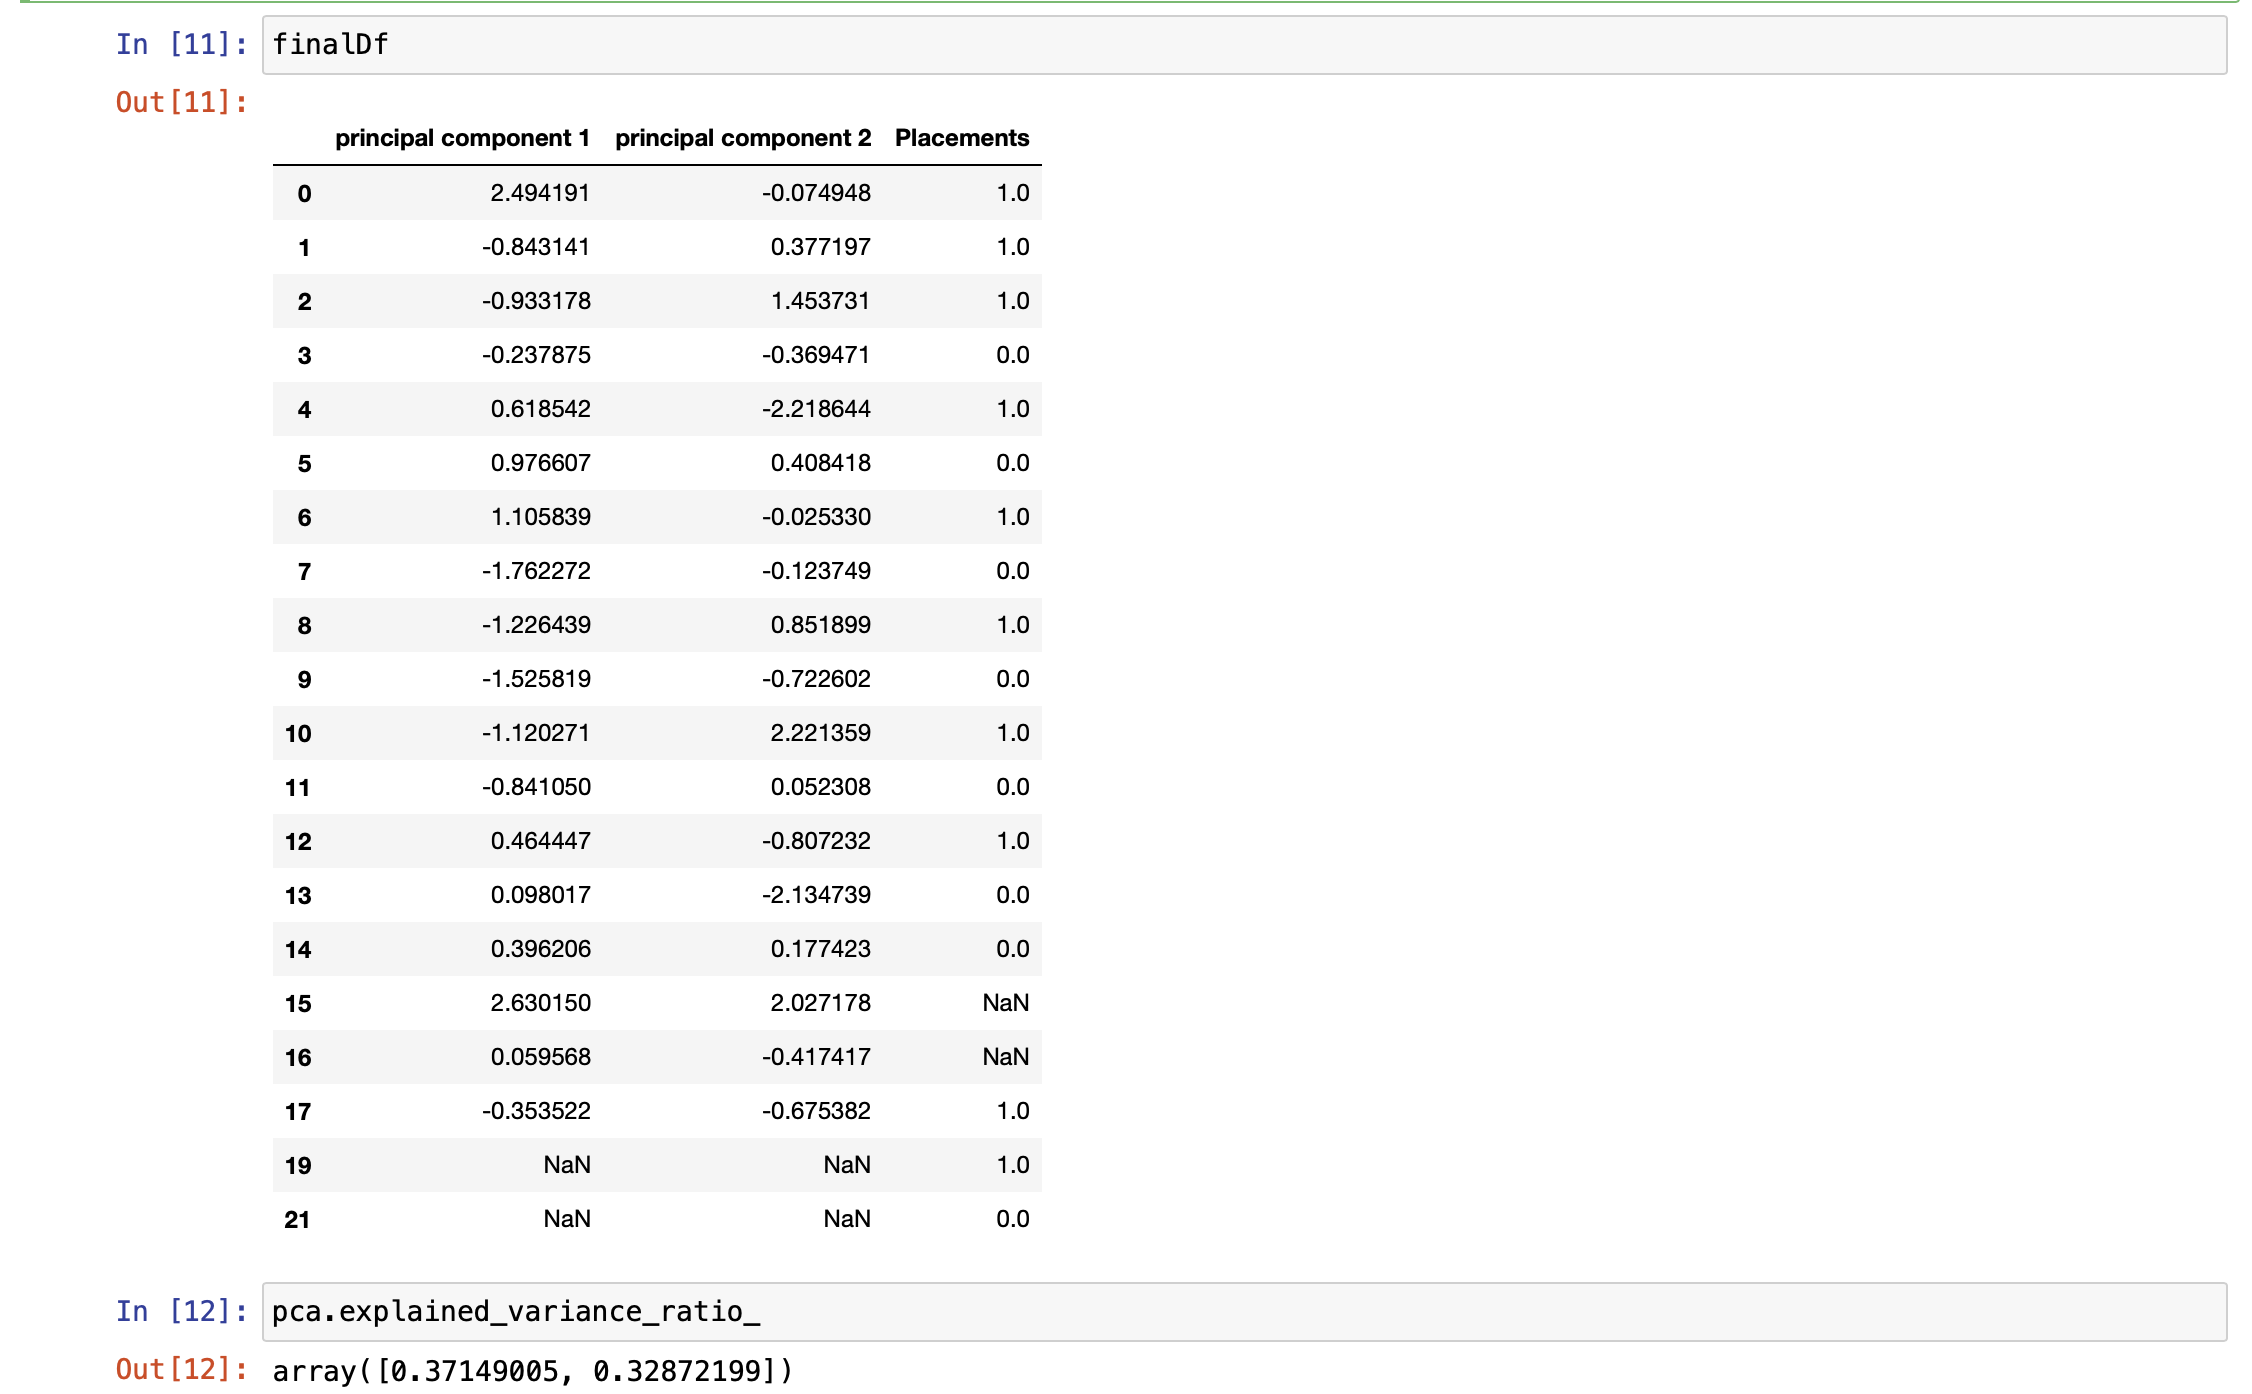 In [11]: finalDf
Out[11]:
principal component 1 principal component 2 Placements
0 2.494191 -0.074948 1.0
1 -0.843141 0.377197 1.0
2 -0.933178 1.453731 1.0
3 -0.237875 -0.369471 0.0
4 0.618542 -2.218644 1.0
5 0.976607 0.408418 0.0
6 1.105839 -0.025330 1.0
7 -1.762272 -0.123749 0.0
8 -1.226439 0.851899 1.0
9 -1.525819 -0.722602 0.0
10 -1.120271 2.221359 1.0
11 -0.841050 0.052308 0.0
12 0.464447 -0.807232 1.0
13 0.098017 -2.134739 0.0
14 0.396206 0.177423 0.0
15 2.630150 2.027178 NaN
16 0.059568 -0.417417 NaN
17 -0.353522 -0.675382 1.0
19 NaN NaN 1.0
21 NaN NaN 0.0
In [12]: pca.explained_variance_ratio_
Out[12]: array([0.37149005, 0.32872199])